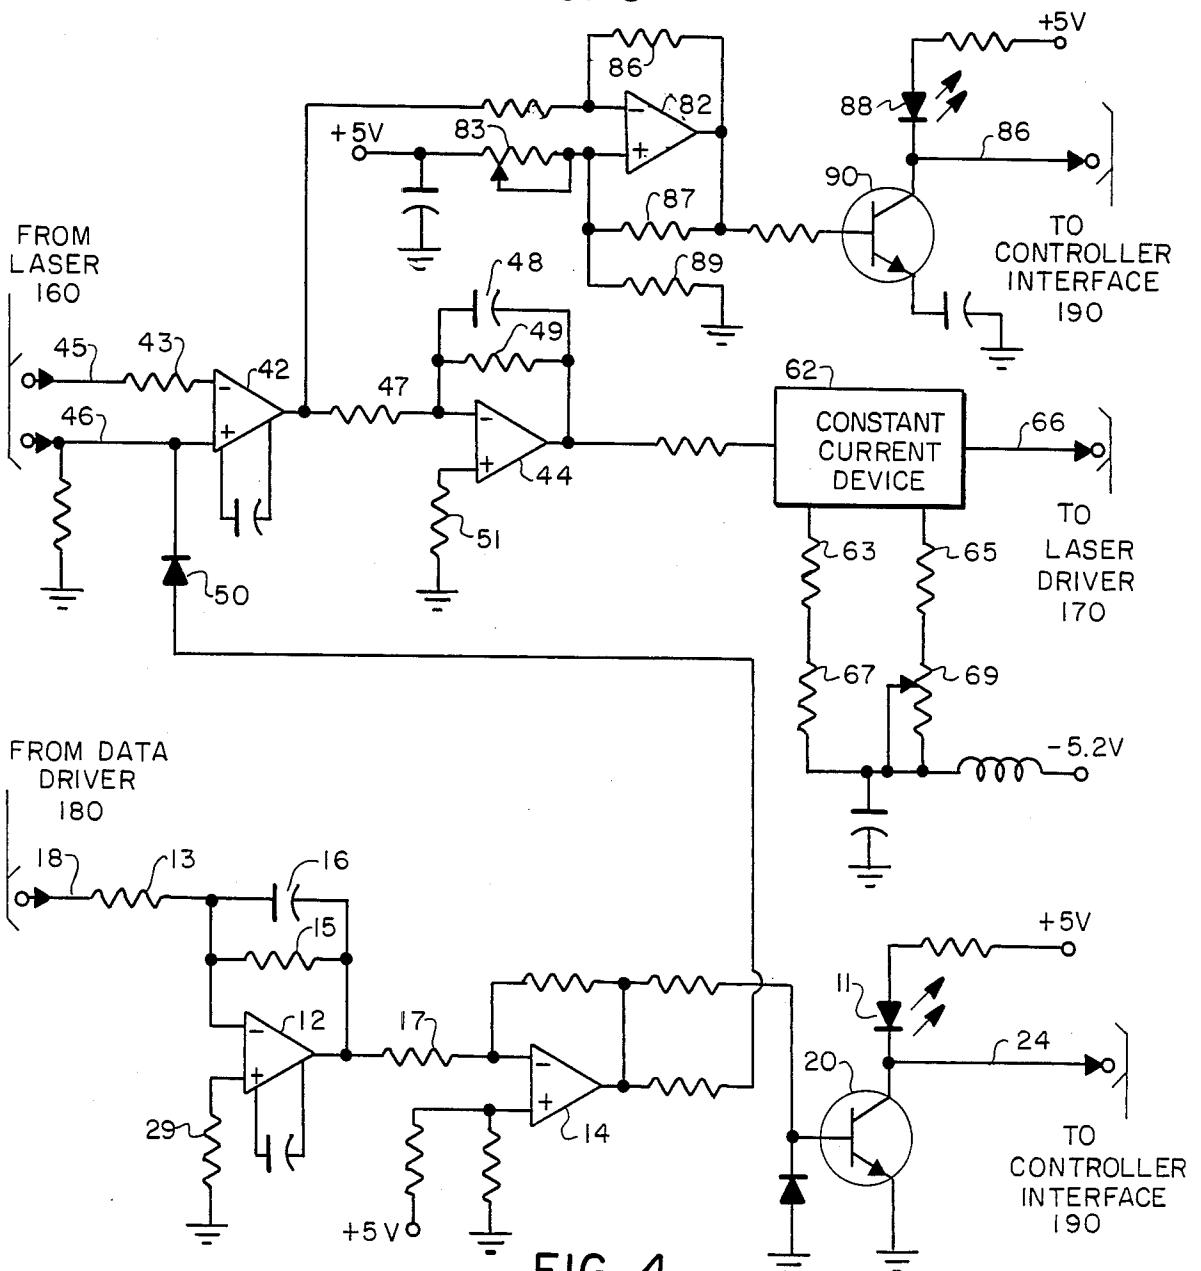 +5V
86
82
88
83
+5V
86
90
87
TO
CONTROLLER
INTERFACE
190
FROM
LASER
160
89
48
49
45
43
42
47
62
46
CONSTANT
CURRENT
DEVICE
66
44
51
TO
LASER
DRIVER
170
63
65
50
67
69
FROM DATA
DRIVER
180
-5.2V
18
13
16
15
+5V
11
12
17
20
24
29
14
TO
CONTROLLER
INTERFACE
190
+5V